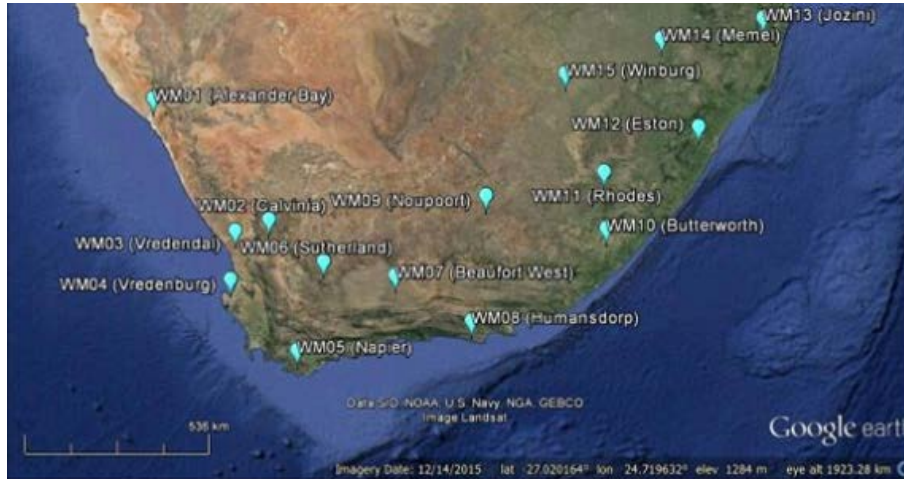 WM13 (Jozini)
WM14 (Memel)
WM15 (Winburg)
WM01 (Alexander Bay)
WM12 (Eston)
WM02 (Calvinia)
WM09 (Noupoort)
WM11 (Rhodes)
WM03 (Vredendal)
WM06 (Sutherland)
WM10 (Butterworth)
WM04 (Vredenburg)
WM07 (Beaufort West)
WM08 (Humansdorp)
WM05 (Napier)
Data SIO, NOAA, U.S. Navy, NGA, GEBCO
Image Landsat
536 km
Google earth
Imagery Date: 12/14/2015 lat -27.020164° lon 24.719632° elev 1284 m eye alt 1923.28 km